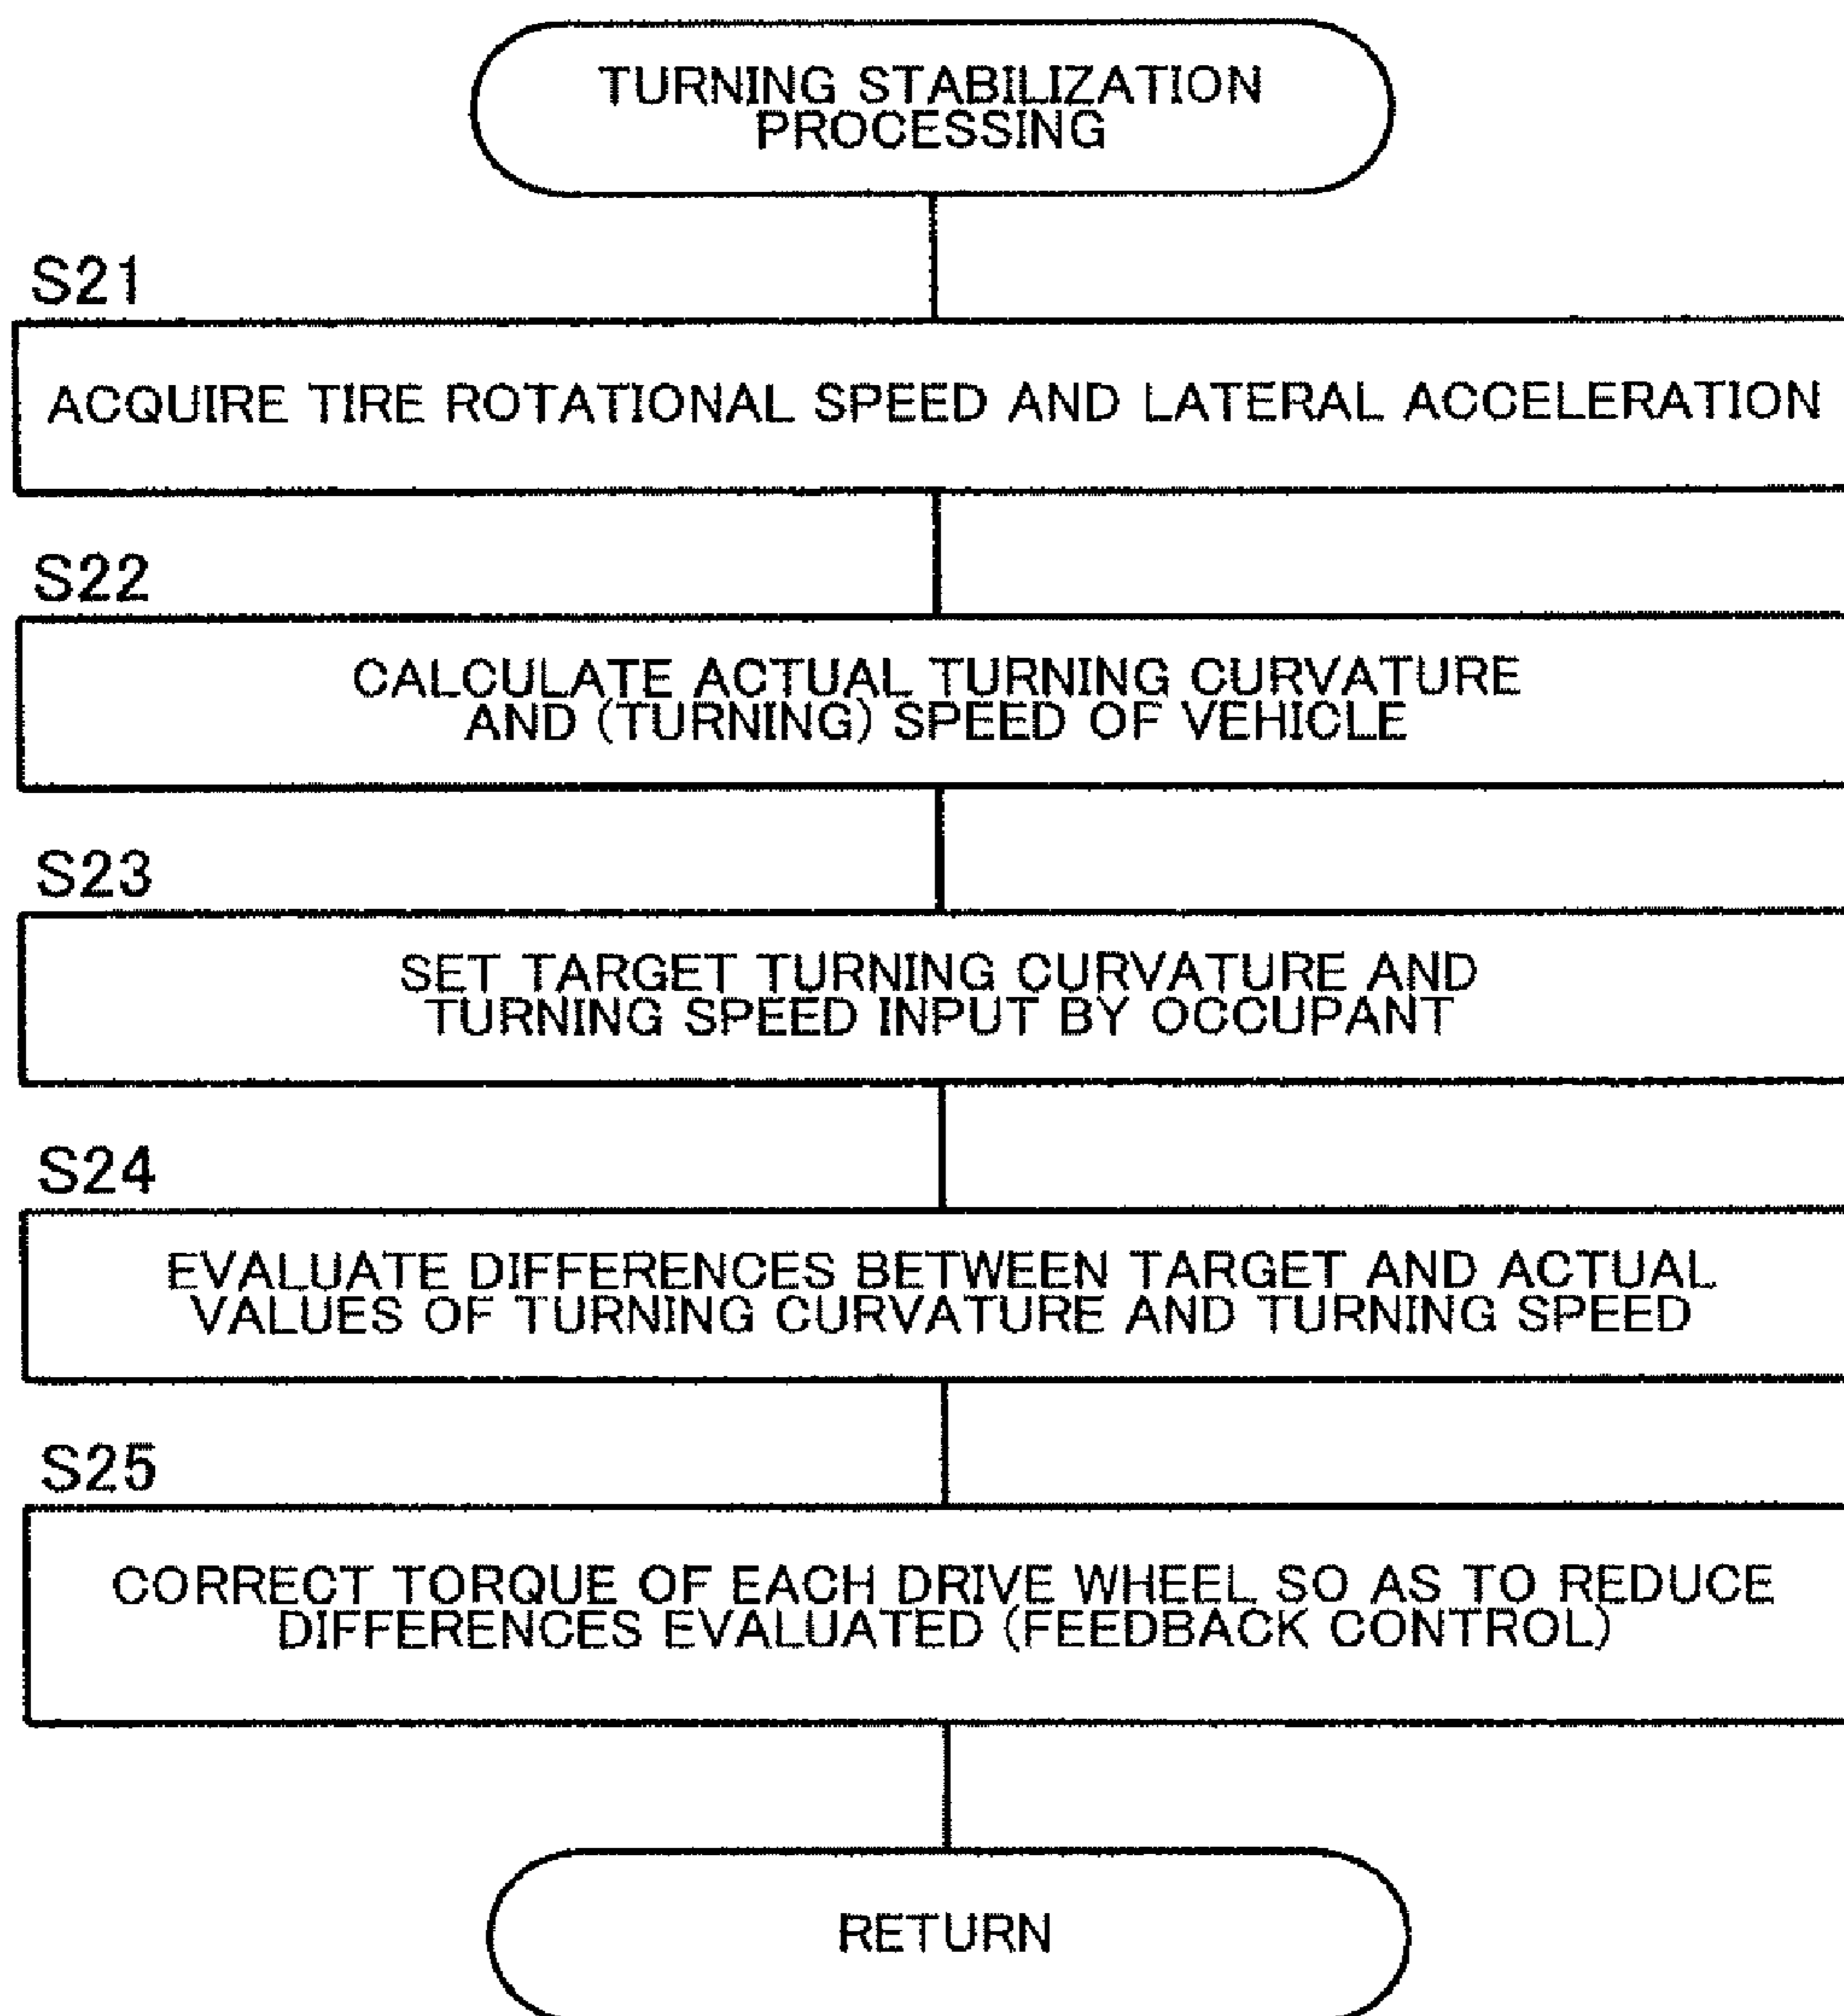 TURNING STABILIZATION
PROCESSING
S21
ACQUIRE TIRE ROTATIONAL SPEED AND LATERAL ACCELERATION
S22
CALCULATE ACTUAL TURNING CURVATURE
AND (TURNING) SPEED OF VEHICLE
S23
SET TARGET TURNING CURVATURE AND
TURNING SPEED INPUT BY OCCUPANT
S24
EVALUATE DIFFERENCES BETWEEN TARGET AND ACTUAL
VALUES OF TURNING CURVATURE AND TURNING SPEED
S25
CORRECT TORQUE OF EACH DRIVE WHEEL SO AS TO REDUCE
DIFFERENCES EVALUATED (FEEDBACK CONTROL)
RETURN